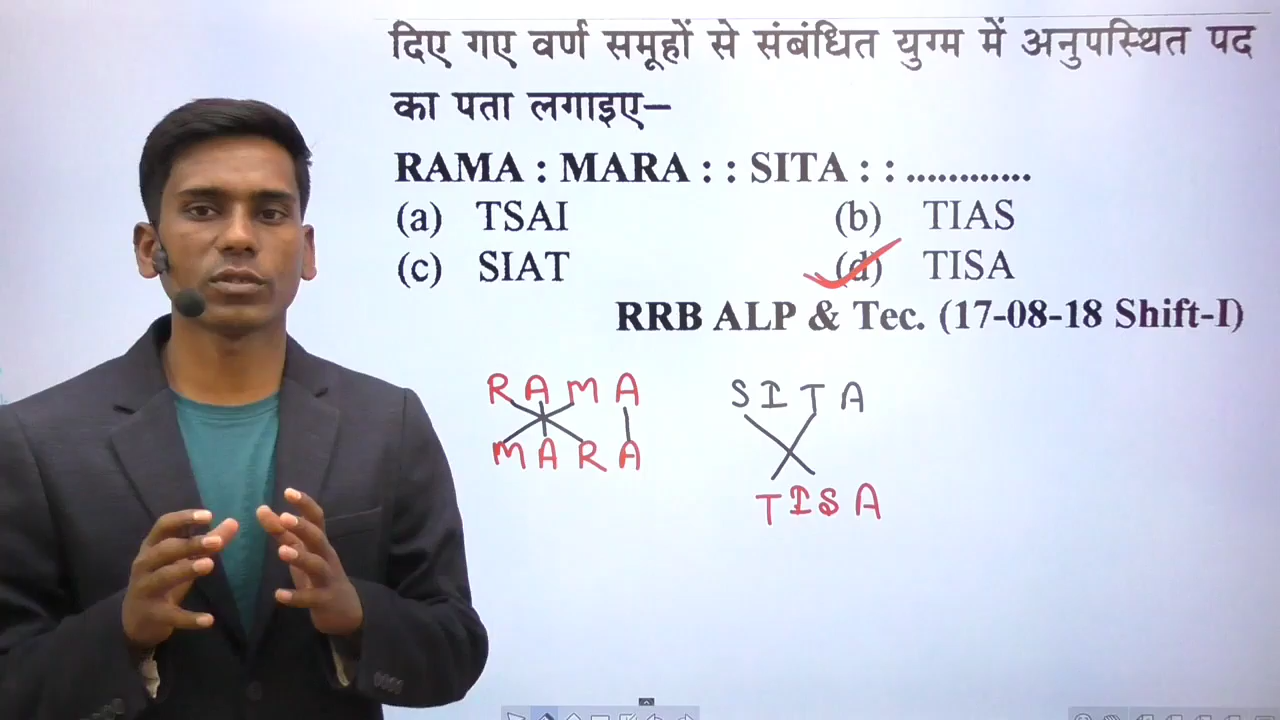 दिए गए वर्ण समूहों से संबंधित युग्म में अनुपस्थित पद
का पता लगाइए–
RAMA : MARA : : SITA : : ............
(a) TSAI (b) TIAS
(c) SIAT (d) TISA
RRB ALP & Tec. (17-08-18 Shift-I)
RAMA SITA
MARA
TISA